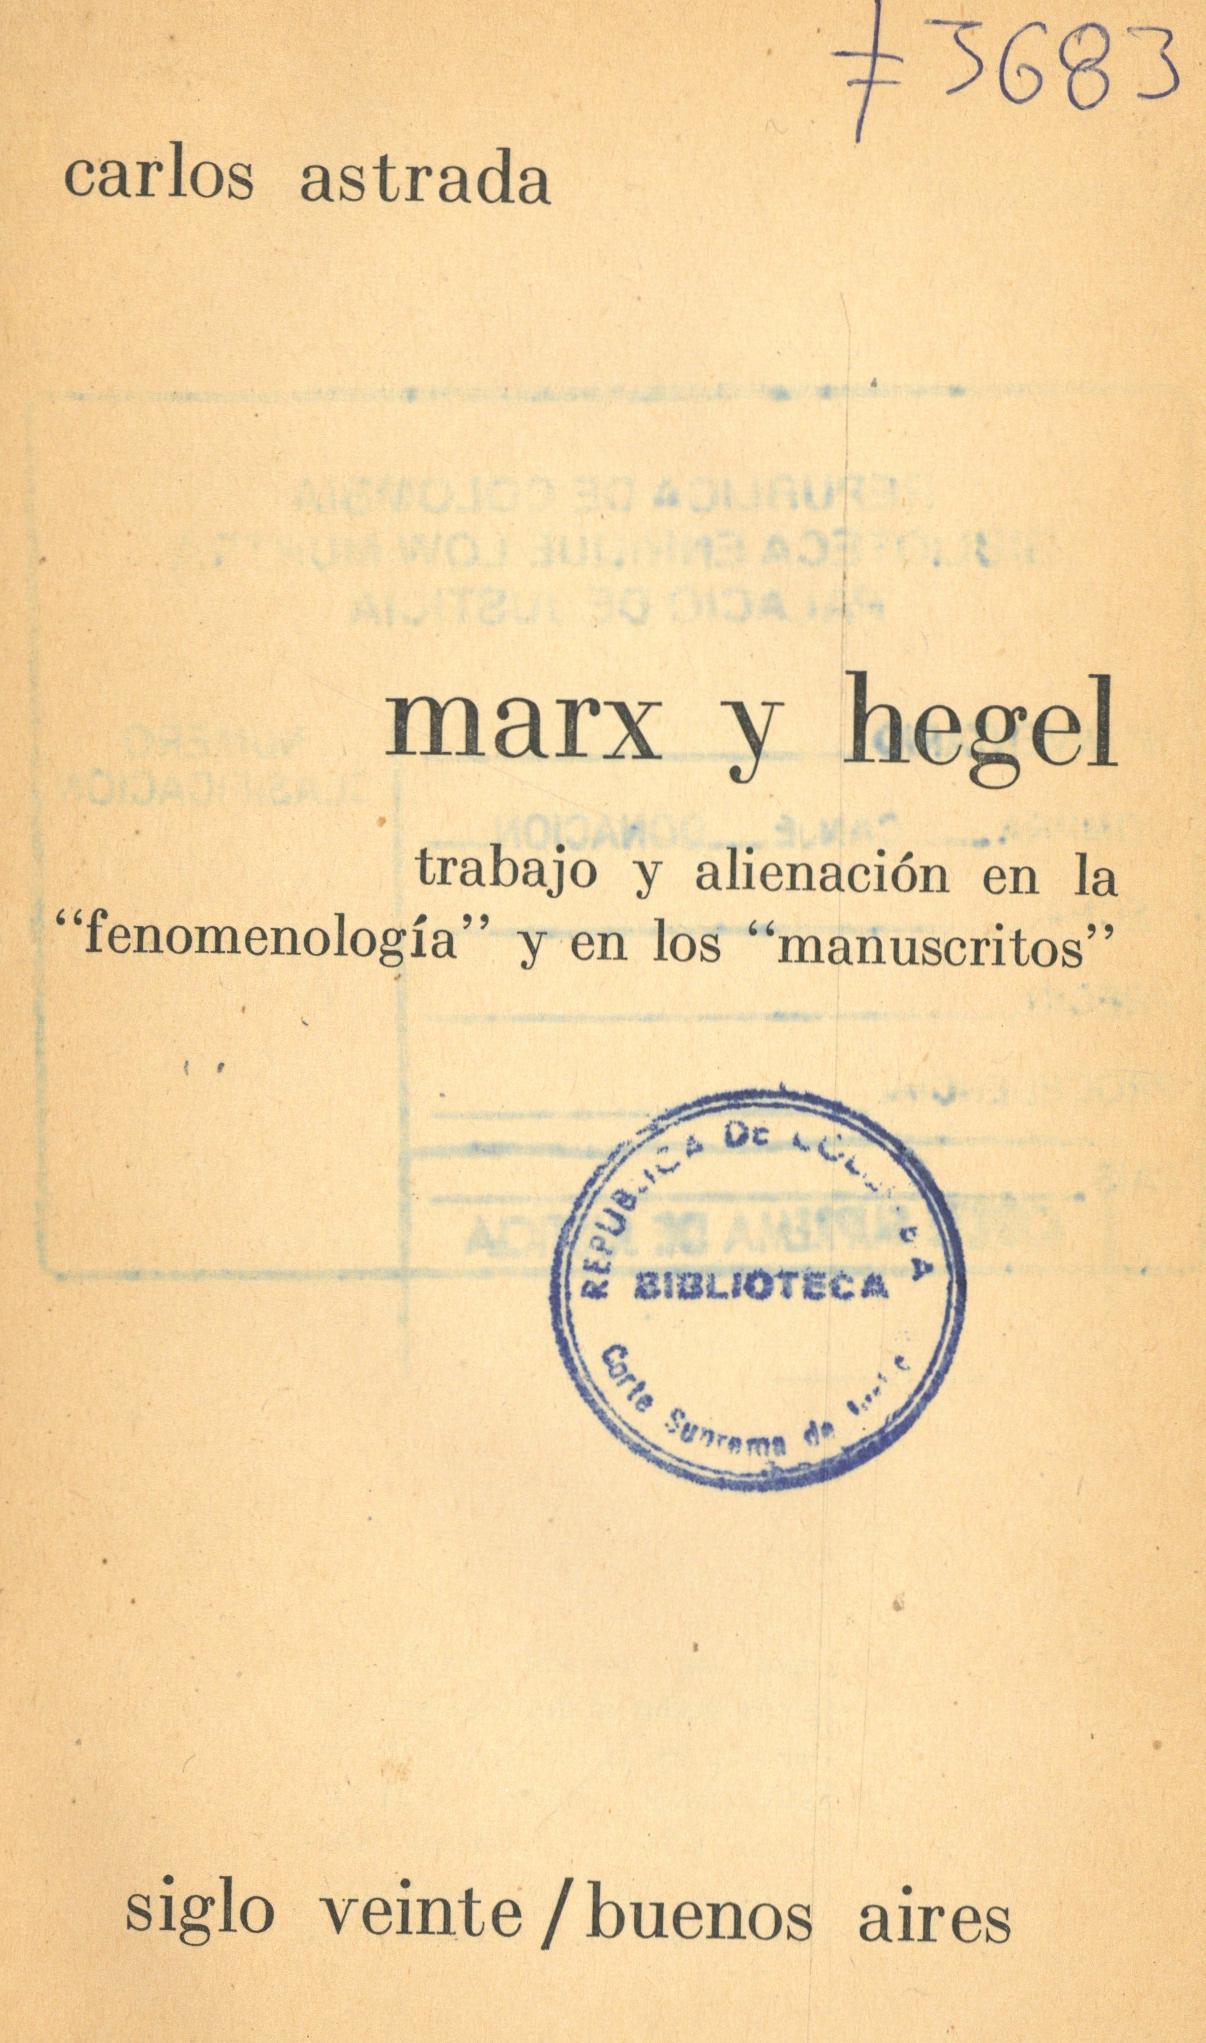 3683
carlos astrada
marx y hegel
trabajo y alienación en la
“fenomenología” y en los “manuscritos”
REPUBLICA DE
BIBLIOTECA
Corte Suprema de
siglo veinte / buenos aires